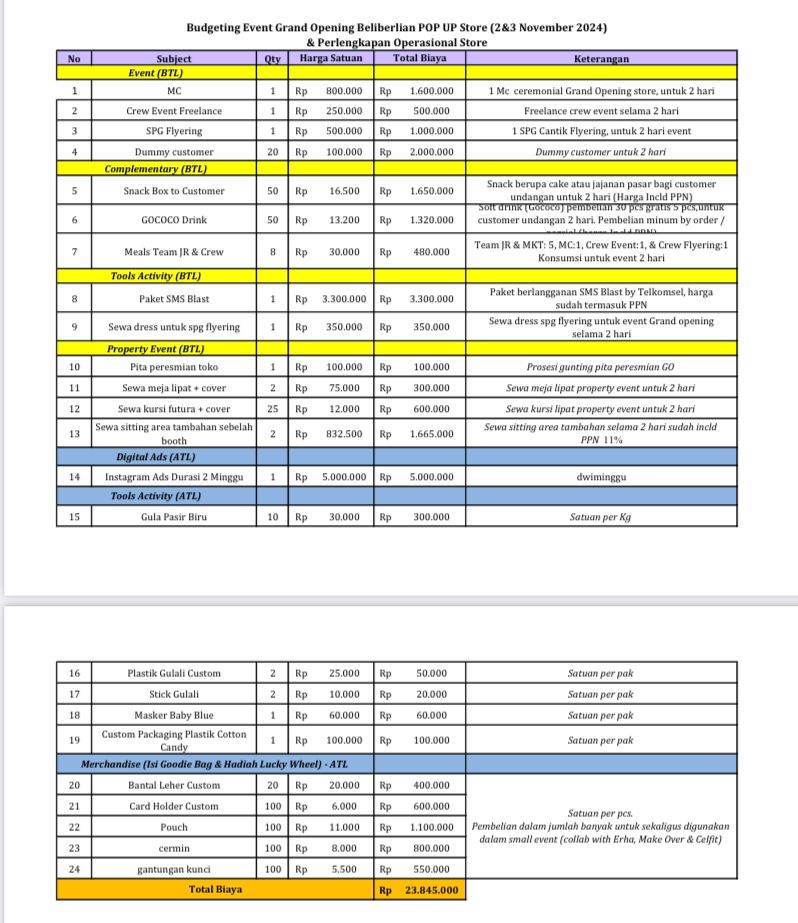 Budgeting Event Grand Opening Beliberlian POP UP Store (2&3 November 2024)
& Perlengkapan Operasional Store
No Subject Qty Harga Satuan Total Biaya Keterangan
Event (BTL)
1 MC 1 Rp 800.000 Rp 1.600.000 1 Mc ceremonial Grand Opening store, untuk 2 hari
2 Crew Event Freelance 1 Rp 250.000 Rp 500.000 Freelance crew event selama 2 hari
3 SPG Flyering 1 Rp 500.000 Rp 1.000.000 1 SPG Cantik Flyering, untuk 2 hari event
4 Dummy customer 20 Rp 100.000 Rp 2.000.000 Dummy customer untuk 2 hari
Complementary (BTL)
5 Snack Box to Customer 50 Rp 16.500 Rp 1.650.000 Snack berupa cake atau jajanan pasar bagi customer
undangan untuk 2 hari (Harga Incld PPN)
Soft drink (Gococo) pembelian 30 pcs gratis 5 pcs,untuk
6 GOCOCO Drink 50 Rp 13.200 Rp 1.320.000 customer undangan 2 hari. Pembelian minum by order /
7 Meals Team JR & Crew 8 Rp 30.000 Rp 480.000 Team JR & MKT: 5, MC:1, Crew Event:1, & Crew Flyering:1
Konsumsi untuk event 2 hari
Tools Activity (BTL)
8 Paket SMS Blast 1 Rp 3.300.000 Rp 3.300.000 Paket berlangganan SMS Blast by Telkomsel, harga
sudah termasuk PPN
9 Sewa dress untuk spg flyering 1 Rp 350.000 Rp 350.000 Sewa dress spg flyering untuk event Grand opening
selama 2 hari
Property Event (BTL)
10 Pita peresmian toko 1 Rp 100.000 Rp 100.000 Prosesi gunting pita peresmian GO
11 Sewa meja lipat + cover 2 Rp 75.000 Rp 300.000 Sewa meja lipat property event untuk 2 hari
12 Sewa kursi futura + cover 25 Rp 12.000 Rp 600.000 Sewa kursi lipat property event untuk 2 hari
13 Sewa sitting area tambahan sebelah
booth 2 Rp 832.500 Rp 1.665.000 Sewa sitting area tambahan selama 2 hari sudah incld
PPN 11%
Digital Ads (ATL)
14 Instagram Ads Durasi 2 Minggu 1 Rp 5.000.000 Rp 5.000.000 dwiminggu
Tools Activity (ATL)
15 Gula Pasir Biru 10 Rp 30.000 Rp 300.000 Satuan per Kg
16 Plastik Gulali Custom 2 Rp 25.000 Rp 50.000 Satuan per pak
17 Stick Gulali 2 Rp 10.000 Rp 20.000 Satuan per pak
18 Masker Baby Blue 1 Rp 60.000 Rp 60.000 Satuan per pak
19 Custom Packaging Plastik Cotton
Candy 1 Rp 100.000 Rp 100.000 Satuan per pak
Merchandise (Isi Goodie Bag & Hadiah Lucky Wheel) - ATL
20 Bantal Leher Custom 20 Rp 20.000 Rp 400.000
21 Card Holder Custom 100 Rp 6.000 Rp 600.000
Satuan per pcs.
22 Pouch 100 Rp 11.000 Rp 1.100.000 Pembelian dalam jumlah banyak untuk sekaligus digunakan
dalam small event (collab with Erha, Make Over & Celfit)
23 cermin 100 Rp 8.000 Rp 800.000
24 gantungan kunci 100 Rp 5.500 Rp 550.000
Total Biaya Rp 23.845.000